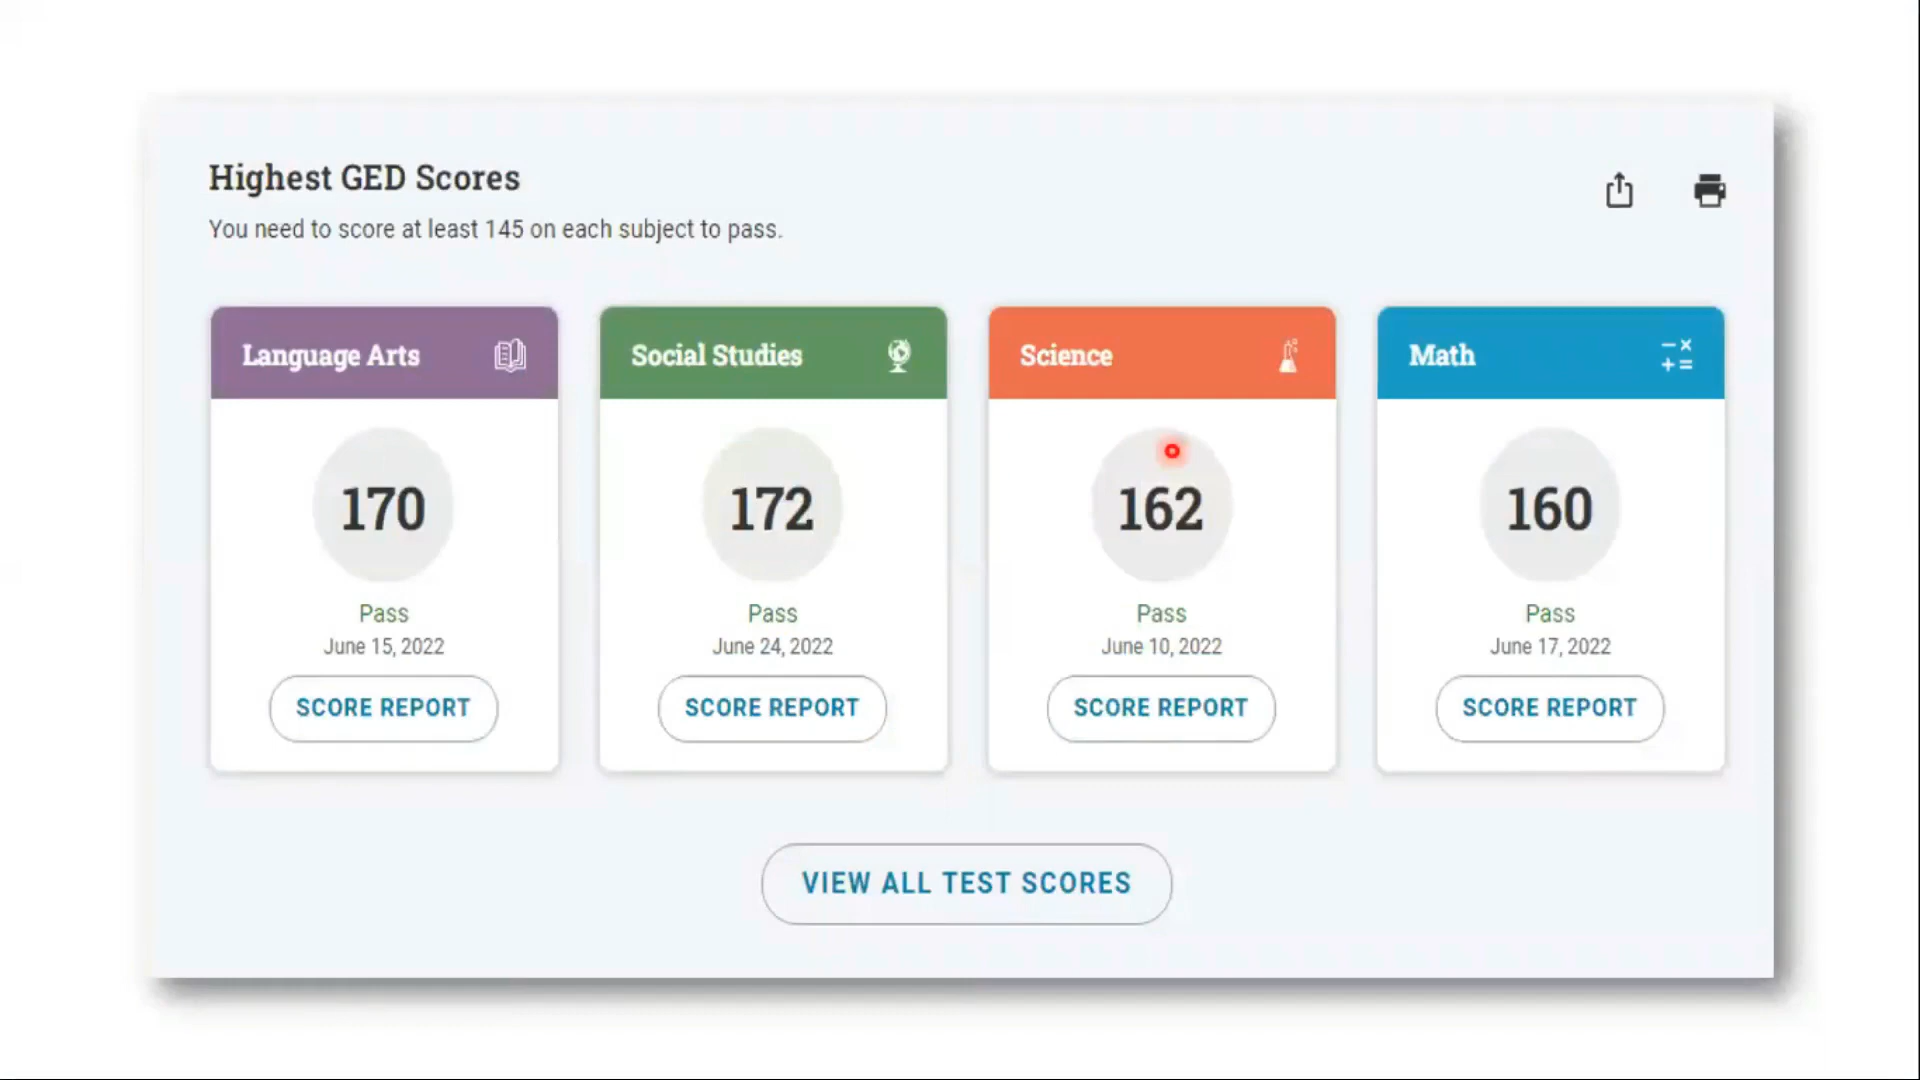 Highest GED Scores
You need to score at least 145 on each subject to pass.
Language Arts
170
Pass
June 15, 2022
SCORE REPORT
Social Studies
172
Pass
June 24, 2022
SCORE REPORT
Science
162
Pass
June 10, 2022
SCORE REPORT
Math
160
Pass
June 17, 2022
SCORE REPORT
VIEW ALL TEST SCORES